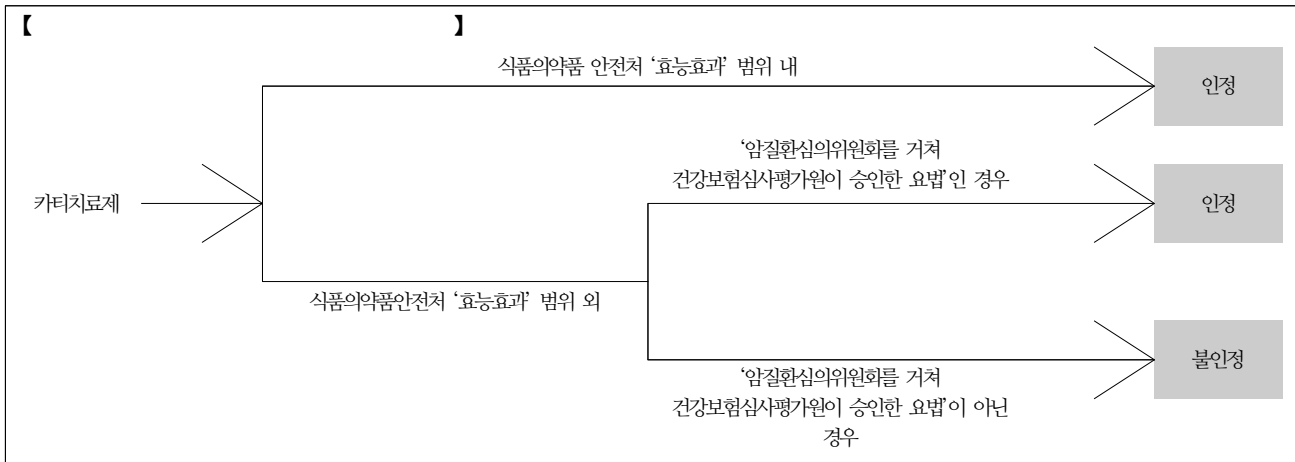 【 】
식품의약품 안전처 ‘효능효과’ 범위 내
인정
‘암질환심의위원회를 거쳐
건강보험심사평가원이 승인한 요법’인 경우
카티치료제
인정
식품의약품안전처 ‘효능효과’ 범위 외
불인정
‘암질환심의위원회를 거쳐
건강보험심사평가원이 승인한 요법’이 아닌
경우